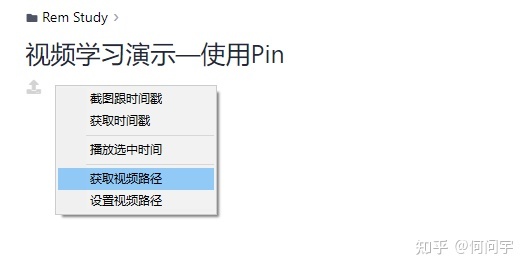 Rem Study
视频学习演示—使用Pin
截图跟时间戳
获取时间戳
播放选中时间
获取视频路径
设置视频路径
知乎 @何问宇